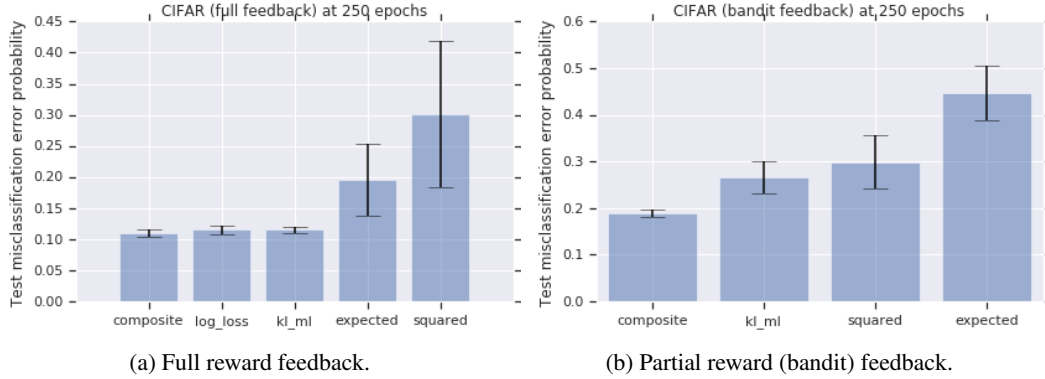 CIFAR (full feedback) at 250 epochs
Test misclassification error probability
0.45
0.40
0.35
0.30
0.25
0.20
0.15
0.10
0.05
0.00
composite log_loss kl_ml expected squared
(a) Full reward feedback.
CIFAR (bandit feedback) at 250 epochs
Test misclassification error probability
0.6
0.5
0.4
0.3
0.2
0.1
0.0
composite kl_ml squared expected
(b) Partial reward (bandit) feedback.